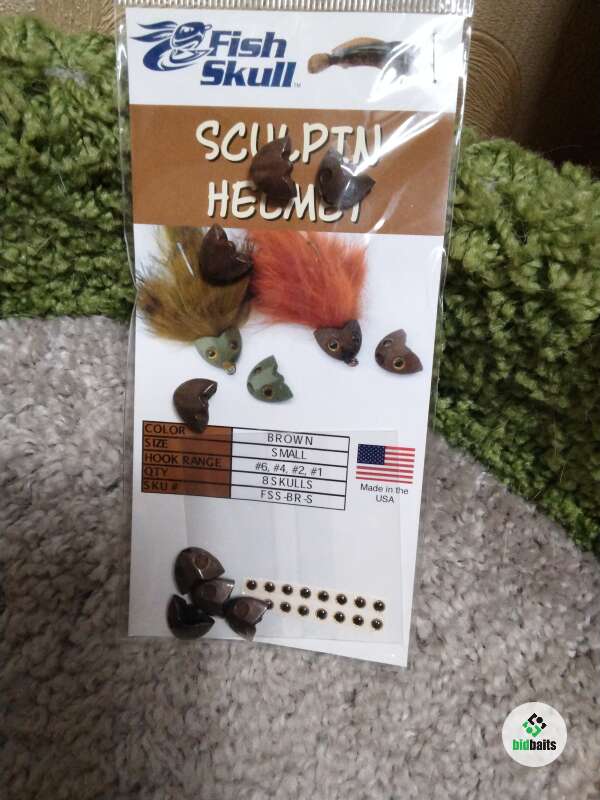 Fish
Skull™
SCULPIN
HELMET
COLOR BROWN
SIZE SMALL
HOOK RANGE #6, #4, #2, #1
QTY 8 SKULLS
SKU # FSS-BR-S
Made in the
USA
bidbaits